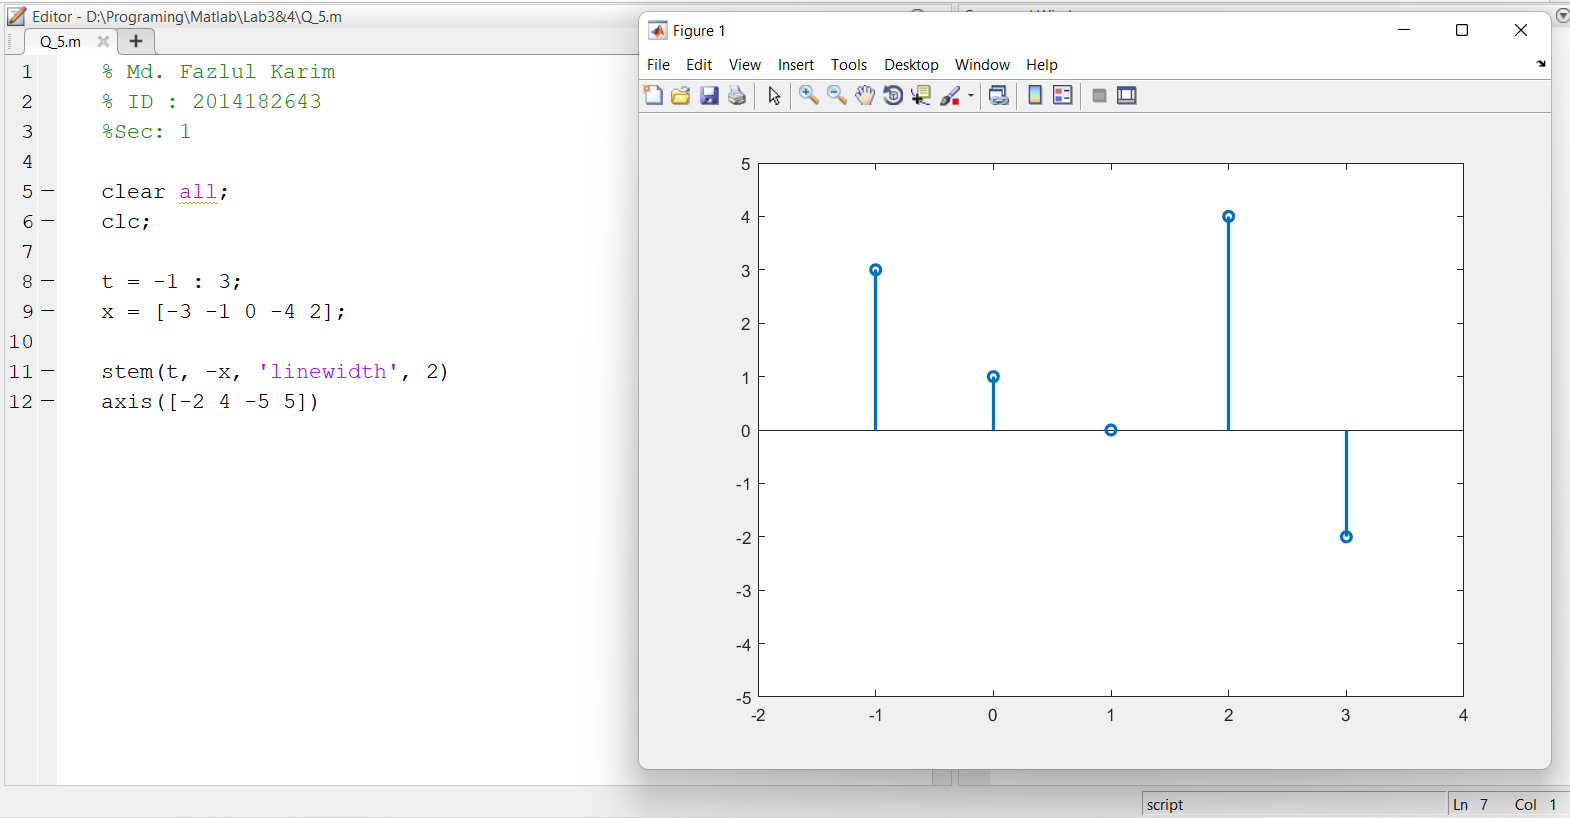 Editor - D:\Programing\Matlab\Lab3&4\Q_5.m
Q_5.m
1 % Md. Fazlul Karim
2 % ID : 2014182643
3 %Sec: 1
4
5 clear all;
6 clc;
7
8 t = -1 : 3;
9 x = [-3 -1 0 -4 2];
10
11 stem(t, -x, 'linewidth', 2)
12 axis([-2 4 -5 5])
Figure 1
File Edit View Insert Tools Desktop Window Help
5
4
3
2
1
0
-1
-2
-3
-4
-5
-2 -1 0 1 2 3 4
script Ln 7 Col 1